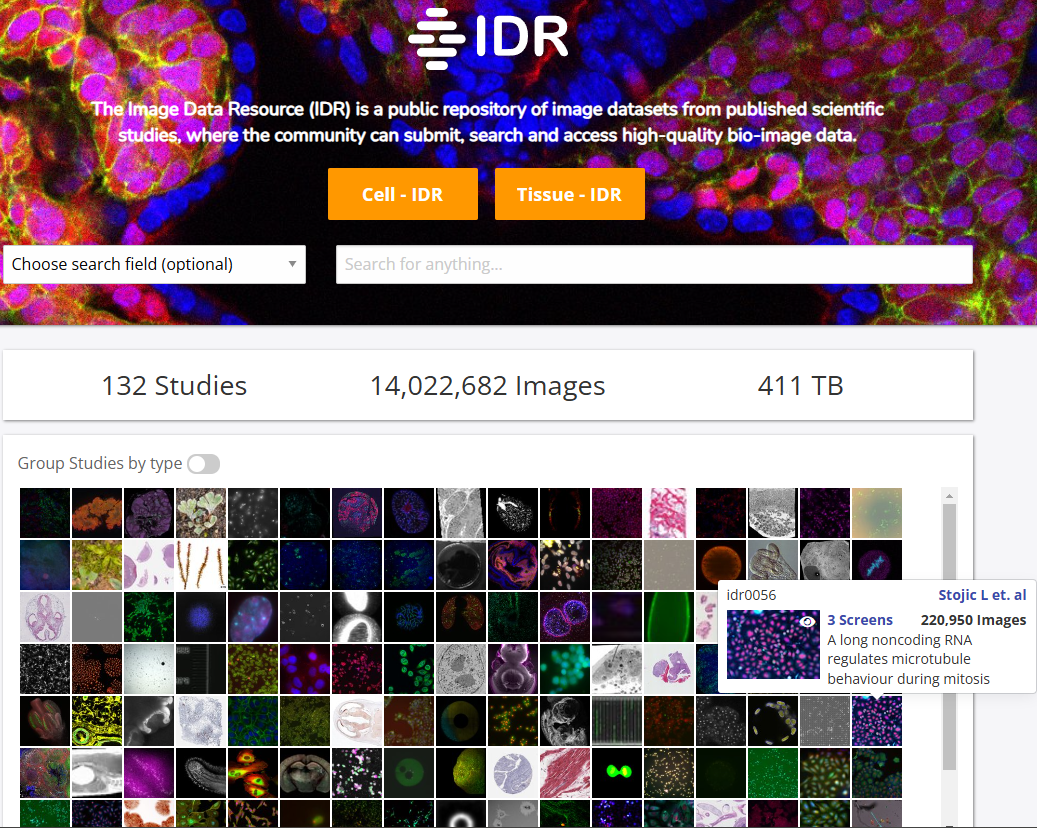 IDR
The Image Data Resource (IDR) is a public repository of image datasets from published scientific
studies, where the community can submit, search and access high-quality bio-image data.
Cell - IDR
Tissue - IDR
Choose search field (optional)
Search for anything...
132 Studies
14,022,682 Images
411 TB
Group Studies by type
idr0056
Stojic L et. al
3 Screens
220,950 Images
A long noncoding RNA
regulates microtubule
behaviour during mitosis